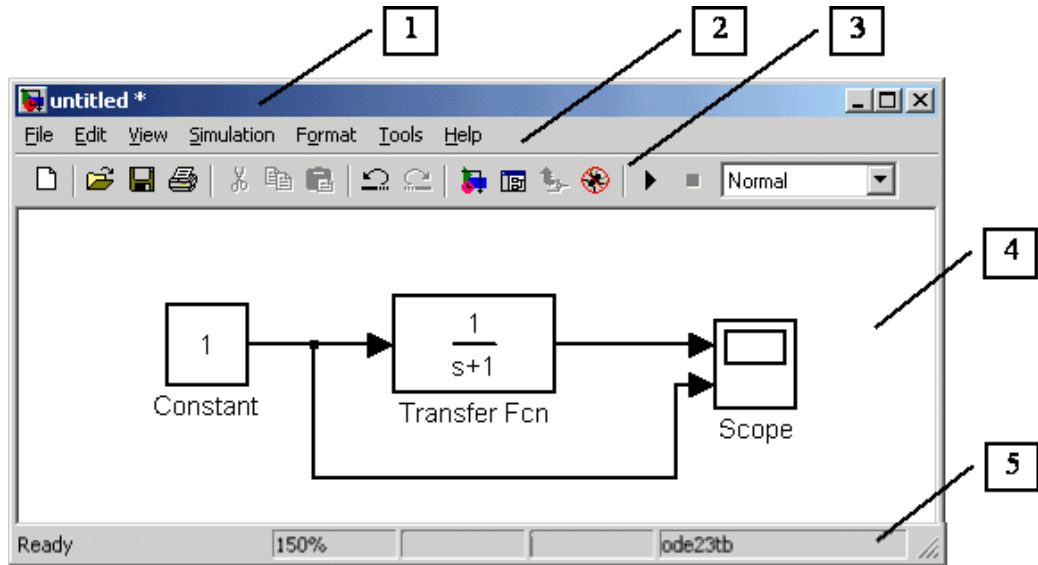 1 2 3
untitled *
File Edit View Simulation Format Tools Help
Normal
4
1
1
s+1
Constant
Transfer Fcn
Scope
5
Ready 150% ode23tb